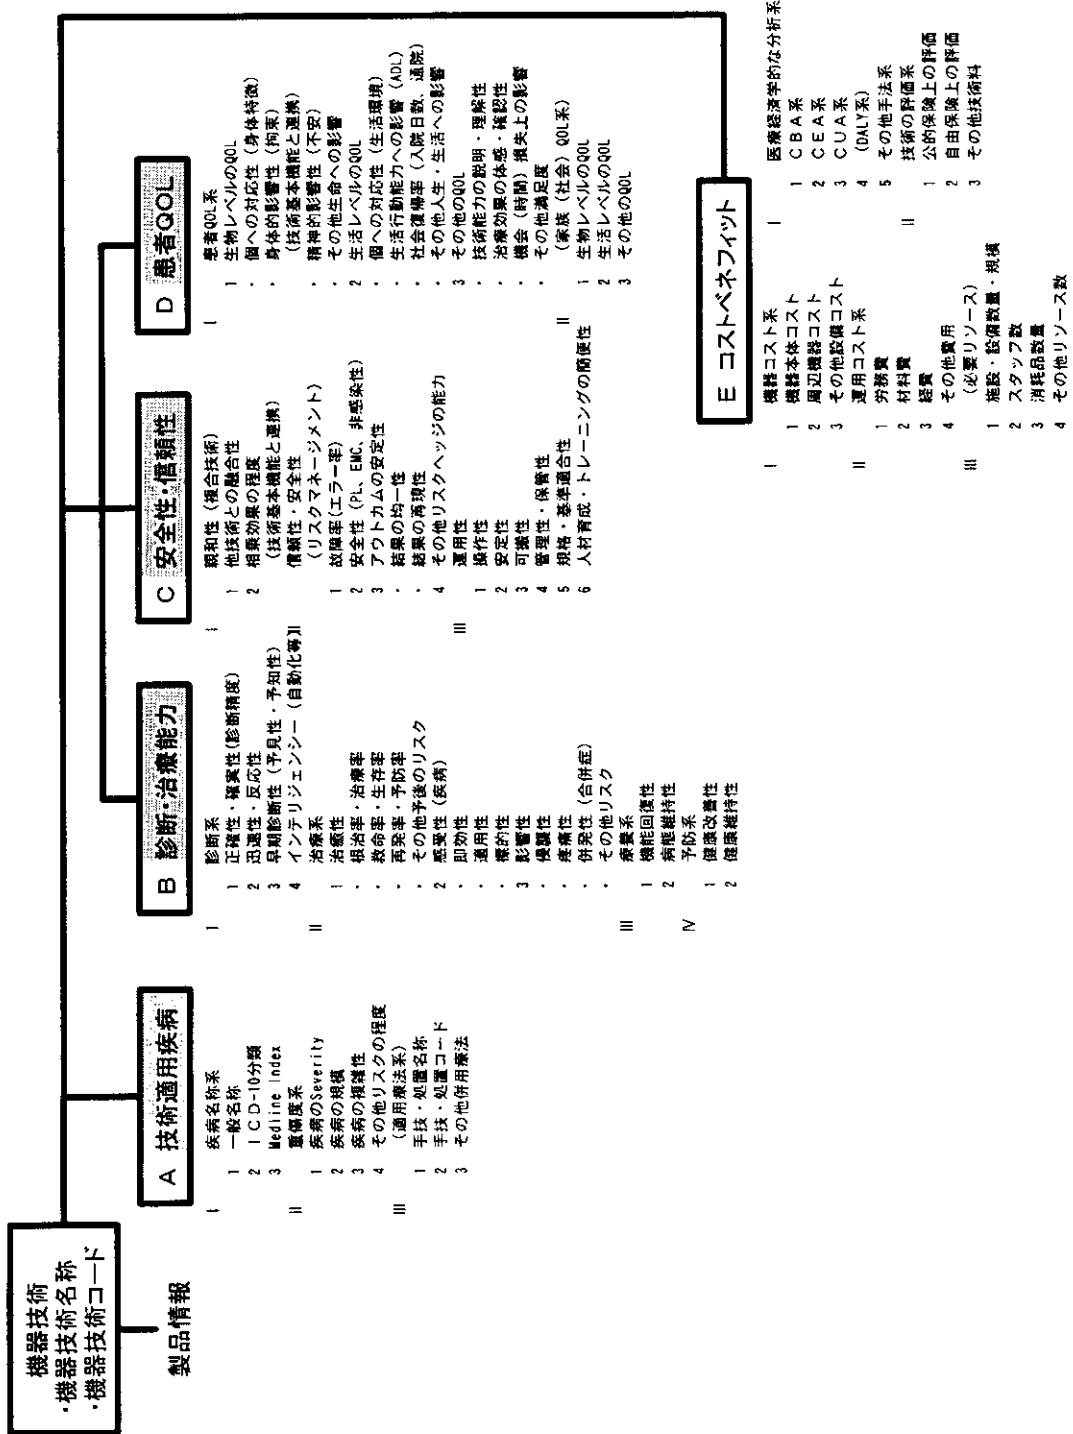 機器技術
・機器技術名称
・機器技術コード
製品情報
A 技術適用疾病
I 疾病名称系
1 一般名称
2 ICD-10分類
3 Medline Index
II 重傷度系
1 疾病のSeverity
2 疾病の規模
3 疾病の複雑性
4 その他リスクの程度
III (適用療法系)
1 手技・処置名称
2 手技・処置コード
3 その他併用療法
B 診断・治療能力
I 診断系
1 正確性・確実性(診断精度)
2 迅速性・反応性
3 早期診断性(予見性・予知性)
4 インテリジェンシー(自動化等)
II 治療系
1 治癒性
・ 根治率・治療率
・ 救命率・生存率
・ 再発率・予防率
・ その他予後のリスク
2 感受性(疾病)
・ 即効性
・ 適用性
・ 標的性
3 影響性
・ 侵襲性
・ 疼痛性
・ 併発性(合併症)
・ その他リスク
III 療養系
1 機能回復性
2 病態維持性
IV 予防系
1 健康改善性
2 健康維持性
C 安全性・信頼性
I 親和性(複合技術)
1 他技術との融合性
2 相乗効果の程度
(技術基本機能と連携)
II 信頼性・安全性
(リスクマネージメント)
1 故障率(エラー率)
2 安全性(PL、EMC、非感染性)
3 アウトカムの安定性
・ 結果の均一性
・ 結果の再現性
4 その他リスクヘッジの能力
III 運用性
1 操作性
2 安定性
3 可搬性
4 管理性・保管性
5 規格・基準適合性
6 人材育成・トレーニングの簡便性
D 患者QOL
I 患者QOL系
1 生物レベルのQOL
・ 個への対応性(身体特徴)
・ 身体的影響性(拘束)
(技術基本機能と連携)
・ 精神的影響性(不安)
・ その他生命への影響
2 生活レベルのQOL
・ 個への対応性(生活環境)
・ 生活行動能力への影響(ADL)
・ 社会復帰率(入院日数、通院)
・ その他人生・生活への影響
3 その他のQOL
・ 技術能力の説明・理解性
・ 治療効果の体感・確認性
・ 機会(時間)損失上の影響
・ その他満足度
II (家族(社会)QOL系)
1 生物レベルのQOL
2 生活レベルのQOL
3 その他のQOL
E コストベネフィット
I 機器コスト系
1 機器本体コスト
2 周辺機器コスト
3 その他設備コスト
II 運用コスト系
1 労務費
2 材料費
3 経費
4 その他費用
III (必要リソース)
1 施設・設備数量・規模
2 スタッフ数
3 消耗品数量
4 その他リソース数
I 医療経済学的な分析系
1 CBA系
2 CEA系
3 CUA系
4 (DALY系)
5 その他手法系
II 技術の評価系
1 公的保険上の評価
2 自由保険上の評価
3 その他技術料